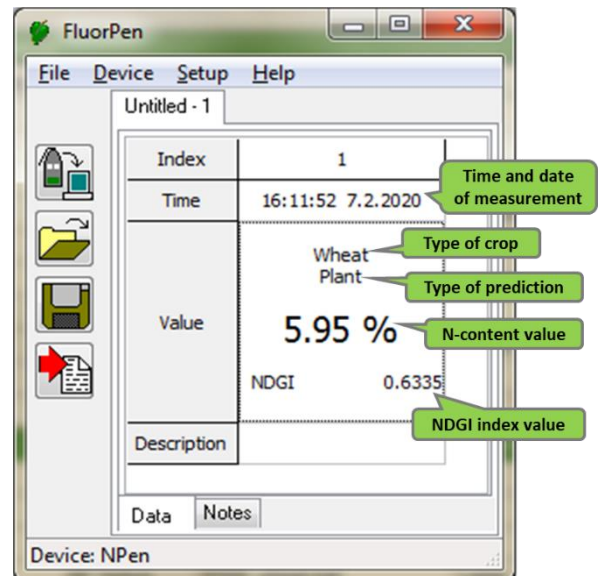 FluorPen
File Device Setup Help
Untitled - 1
Index 1
Time 16:11:52 7.2.2020
Time and date
of measurement
Value
Wheat
Type of crop
Plant
Type of prediction
5.95 %
N-content value
NDGI 0.6335
NDGI index value
Description
Data Notes
Device: NPen